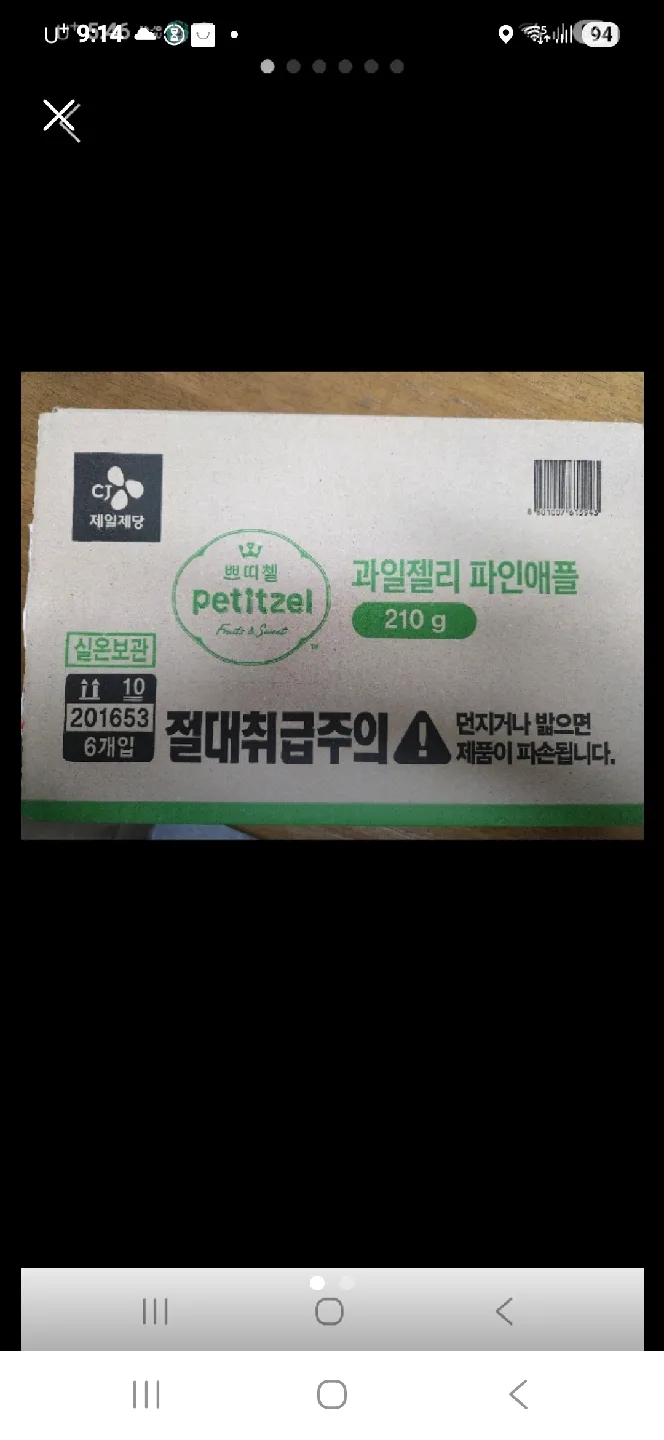 9:14
94
CJ
제일제당
쁘띠첼
petitzel
Fruits & Sweet
TM
과일젤리 파인애플
210 g
실온보관
10
201653
6개입
절대취급주의
던지거나 밟으면
제품이 파손됩니다.